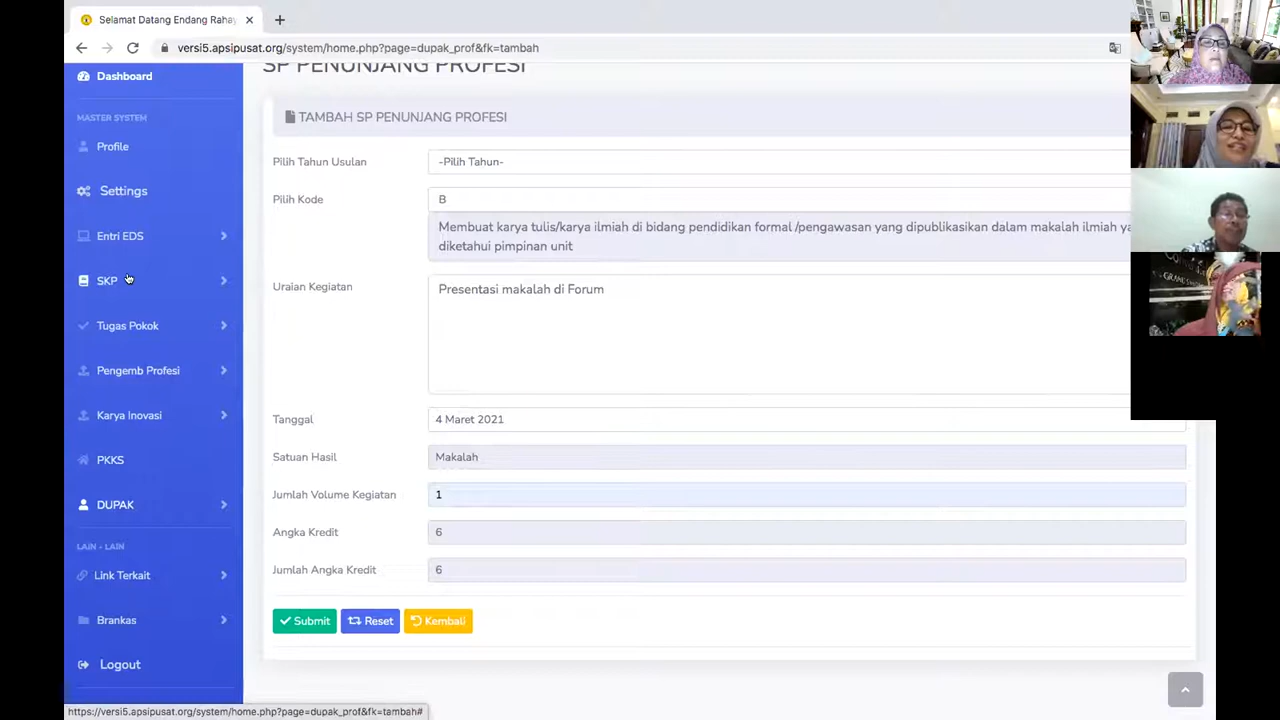 Selamat Datang Endang Rahay
versi5.apsipusat.org/system/home.php?page=dupak_prof&fk=tambah
Dashboard
MASTER SYSTEM
Profile
Settings
Entri EDS
SKP
Tugas Pokok
Pengemb Profesi
Karya Inovasi
PKKS
DUPAK
LAIN - LAIN
Link Terkait
Brankas
Logout
SP PENUNJANG PROFESI
TAMBAH SP PENUNJANG PROFESI
Pilih Tahun Usulan
-Pilih Tahun-
Pilih Kode
B
Membuat karya tulis/karya ilmiah di bidang pendidikan formal /pengawasan yang dipublikasikan dalam makalah ilmiah ya
diketahui pimpinan unit
Uraian Kegiatan
Presentasi makalah di Forum
Tanggal
4 Maret 2021
Satuan Hasil
Makalah
Jumlah Volume Kegiatan
1
Angka Kredit
6
Jumlah Angka Kredit
6
Submit
Reset
Kembali
https://versi5.apsipusat.org/system/home.php?page=dupak_prof&fk=tambah#